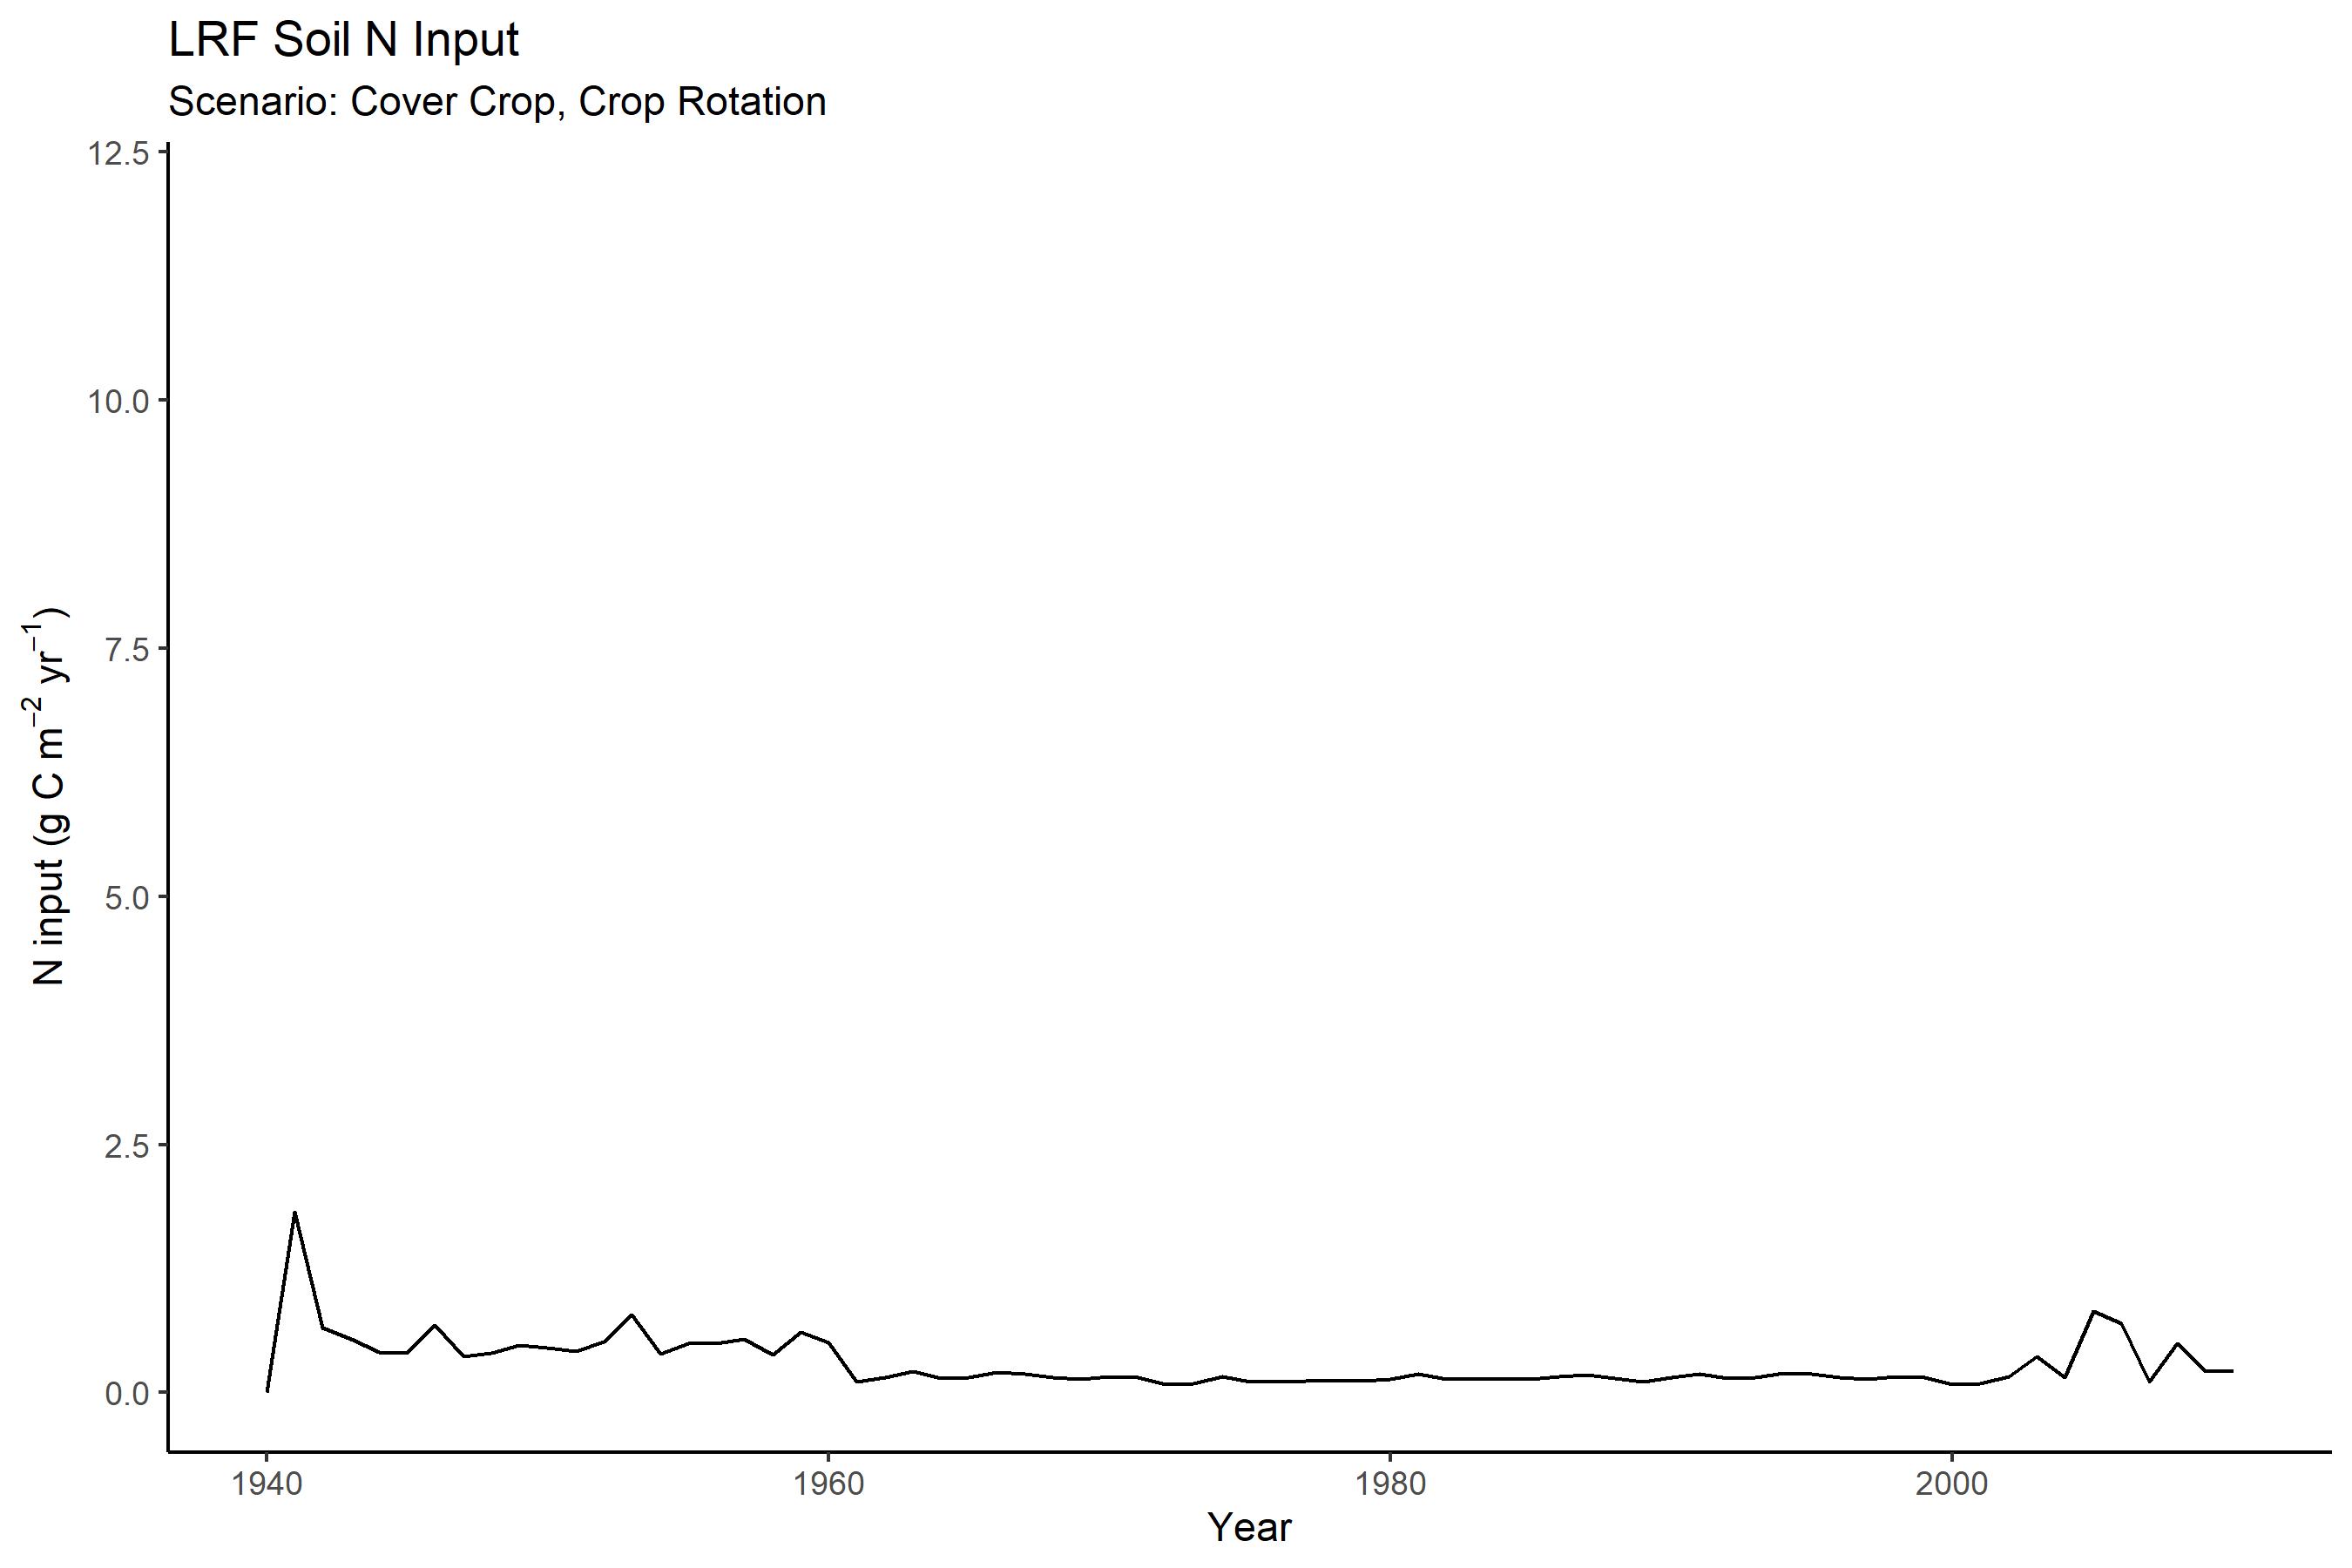 LRF Soil N Input
Scenario: Cover Crop, Crop Rotation
12.5
10.0
7.5
5.0
2.5
0.0
N input (g C m⁻² yr⁻¹)
1940 1960 1980 2000
Year